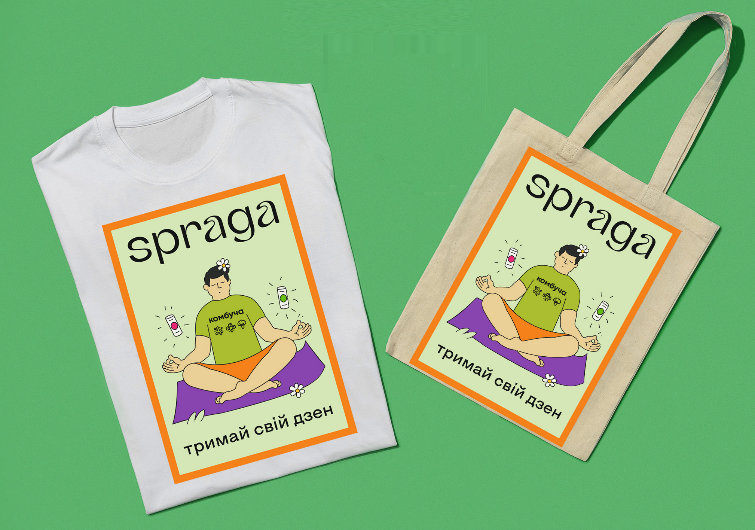 spraga
комбуча
тримай свій дзен
spraga
комбуча
тримай свій дзен